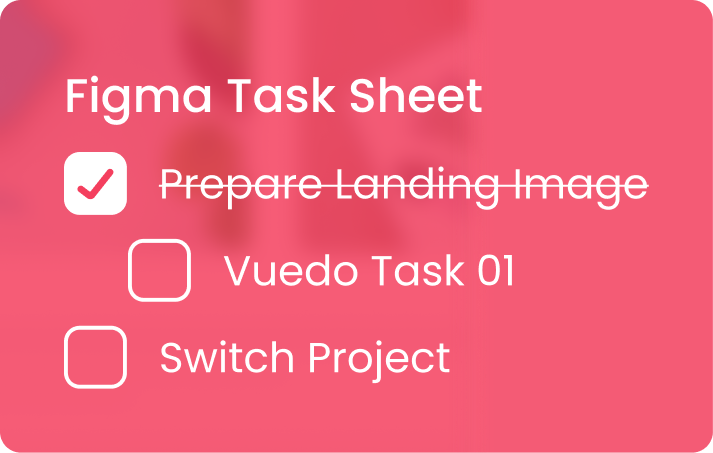 Figma Task Sheet
Prepare Landing Image
Vuedo Task 01
Switch Project